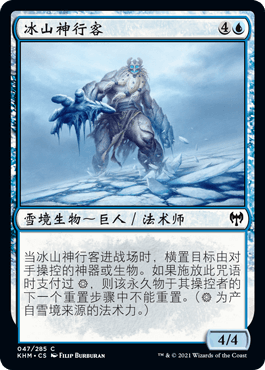 冰山神行客 4
雪境生物～巨人／法术师
当冰山神行客进战场时，横置目标由对
手操控的神器或生物。如果施放此咒语
时支付过，则该永久物于其操控者的
下一个重置步骤中不能重置。（为产
自雪境来源的法力。）
4/4
047/285 C
KHM • CS Filip Burburan
™ & © 2021 Wizards of the Coast